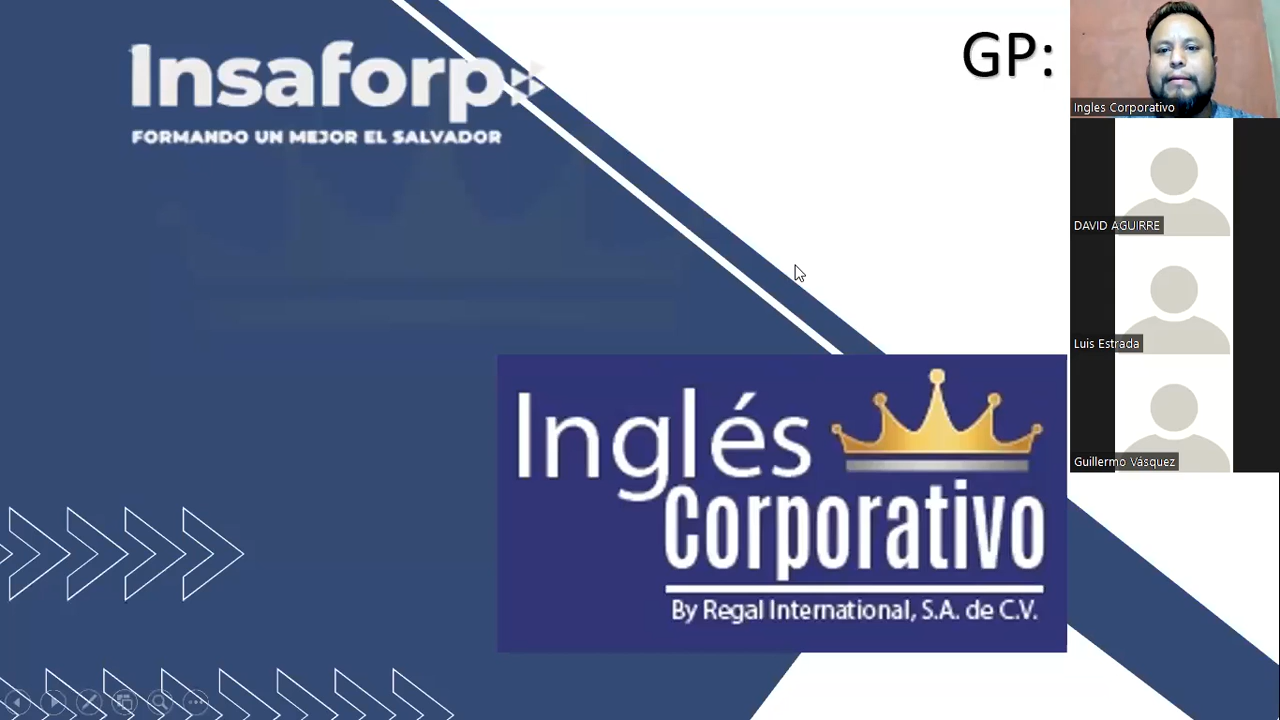 Insaforp
FORMANDO UN MEJOR EL SALVADOR
GP:
Inglés
Corporativo
By Regal International, S.A. de C.V.
Ingles Corporativo
DAVID AGUIRRE
Luis Estrada
Guillermo Vásquez